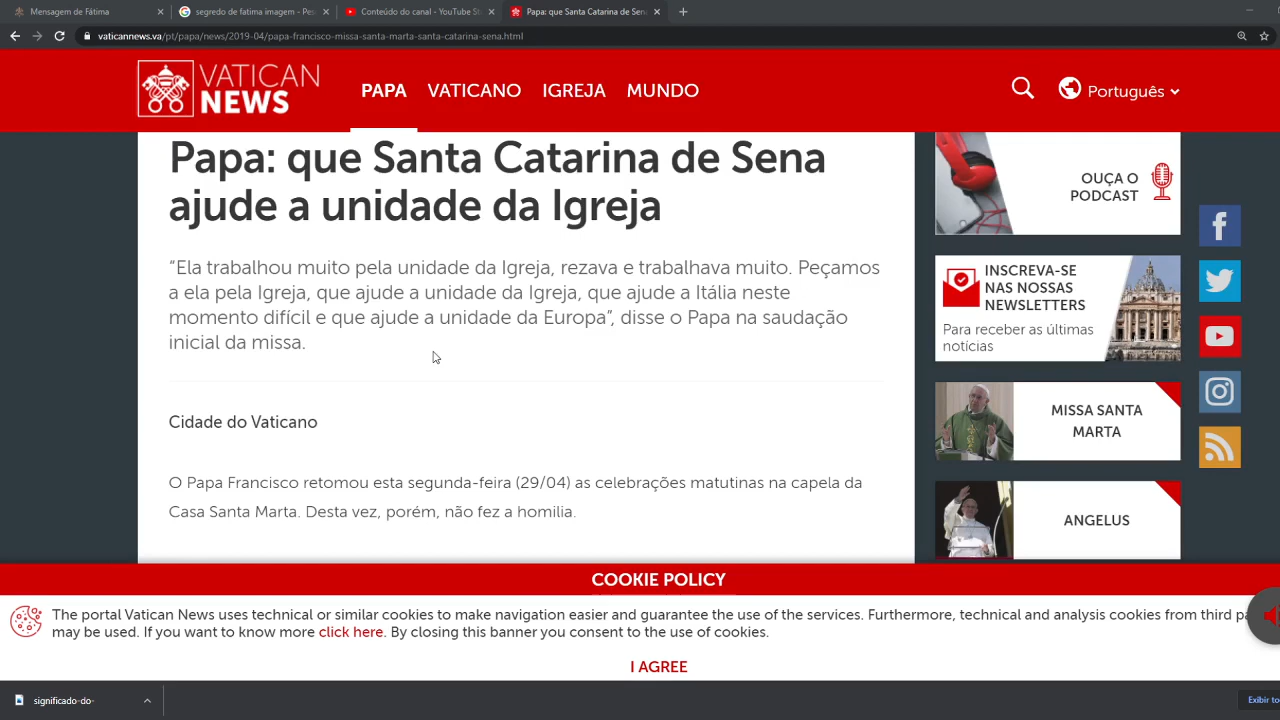 Mensagem de Fátima
segredo de fatima imagem - Pes
Conteúdo do canal - YouTube St
Papa: que Santa Catarina de Sen
vaticannews.va/pt/papa/news/2019-04/papa-francisco-missa-santa-marta-santa-catarina-sena.html
VATICAN
NEWS
PAPA
VATICANO
IGREJA
MUNDO
Português
Papa: que Santa Catarina de Sena
ajude a unidade da Igreja
“Ela trabalhou muito pela unidade da Igreja, rezava e trabalhava muito. Peçamos
a ela pela Igreja, que ajude a unidade da Igreja, que ajude a Itália neste
momento difícil e que ajude a unidade da Europa”, disse o Papa na saudação
inicial da missa.
Cidade do Vaticano
O Papa Francisco retomou esta segunda-feira (29/04) as celebrações matutinas na capela da
Casa Santa Marta. Desta vez, porém, não fez a homilia.
OUÇA O
PODCAST
INSCREVA-SE
NAS NOSSAS
NEWSLETTERS
Para receber as últimas
notícias
MISSA SANTA
MARTA
ANGELUS
COOKIE POLICY
The portal Vatican News uses technical or similar cookies to make navigation easier and guarantee the use of the services. Furthermore, technical and analysis cookies from third pa
may be used. If you want to know more click here. By closing this banner you consent to the use of cookies.
I AGREE
significado-do-
Exibir to